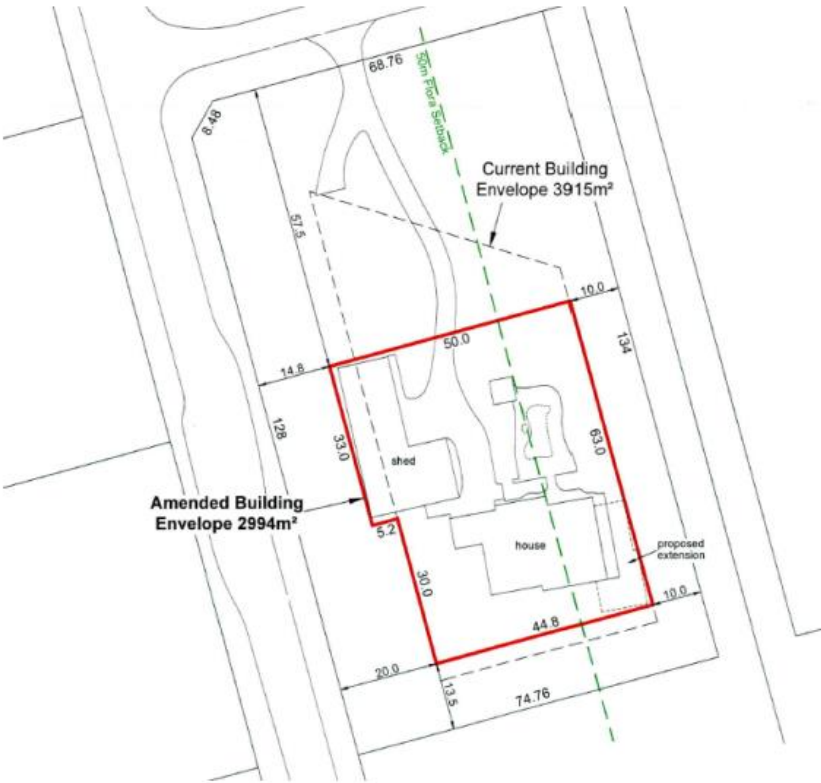 68.76
50m Flora Setback
8.48
Current Building
Envelope 3915m²
57.5
10.0
50.0
134
14.8
128
33.0
63.0
shed
Amended Building
Envelope 2994m²
5.2
house
proposed
extension
30.0
10.0
44.8
20.0
13.5
74.76